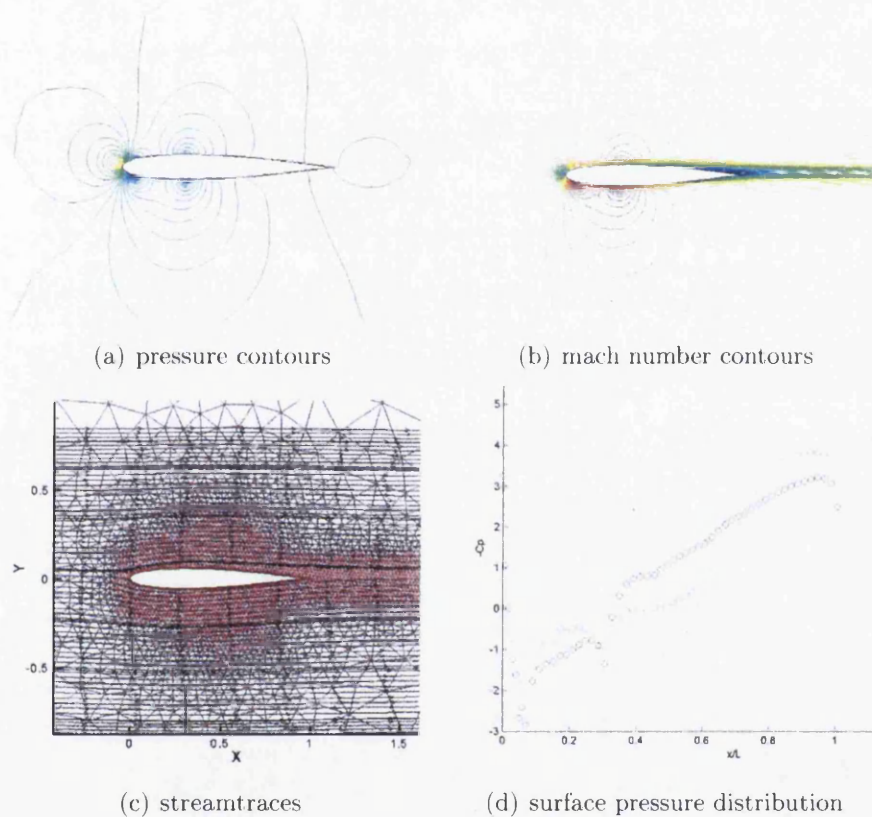 (a) pressure contours
(b) mach number contours
0.5
0
-0.5
Y
0
0.5
1
1.5
X
5
4
3
2
1
0
-1
-2
-3
-Cp
0
0.2
0.4
0.6
0.8
1
x/L
(c) streamtraces
(d) surface pressure distribution